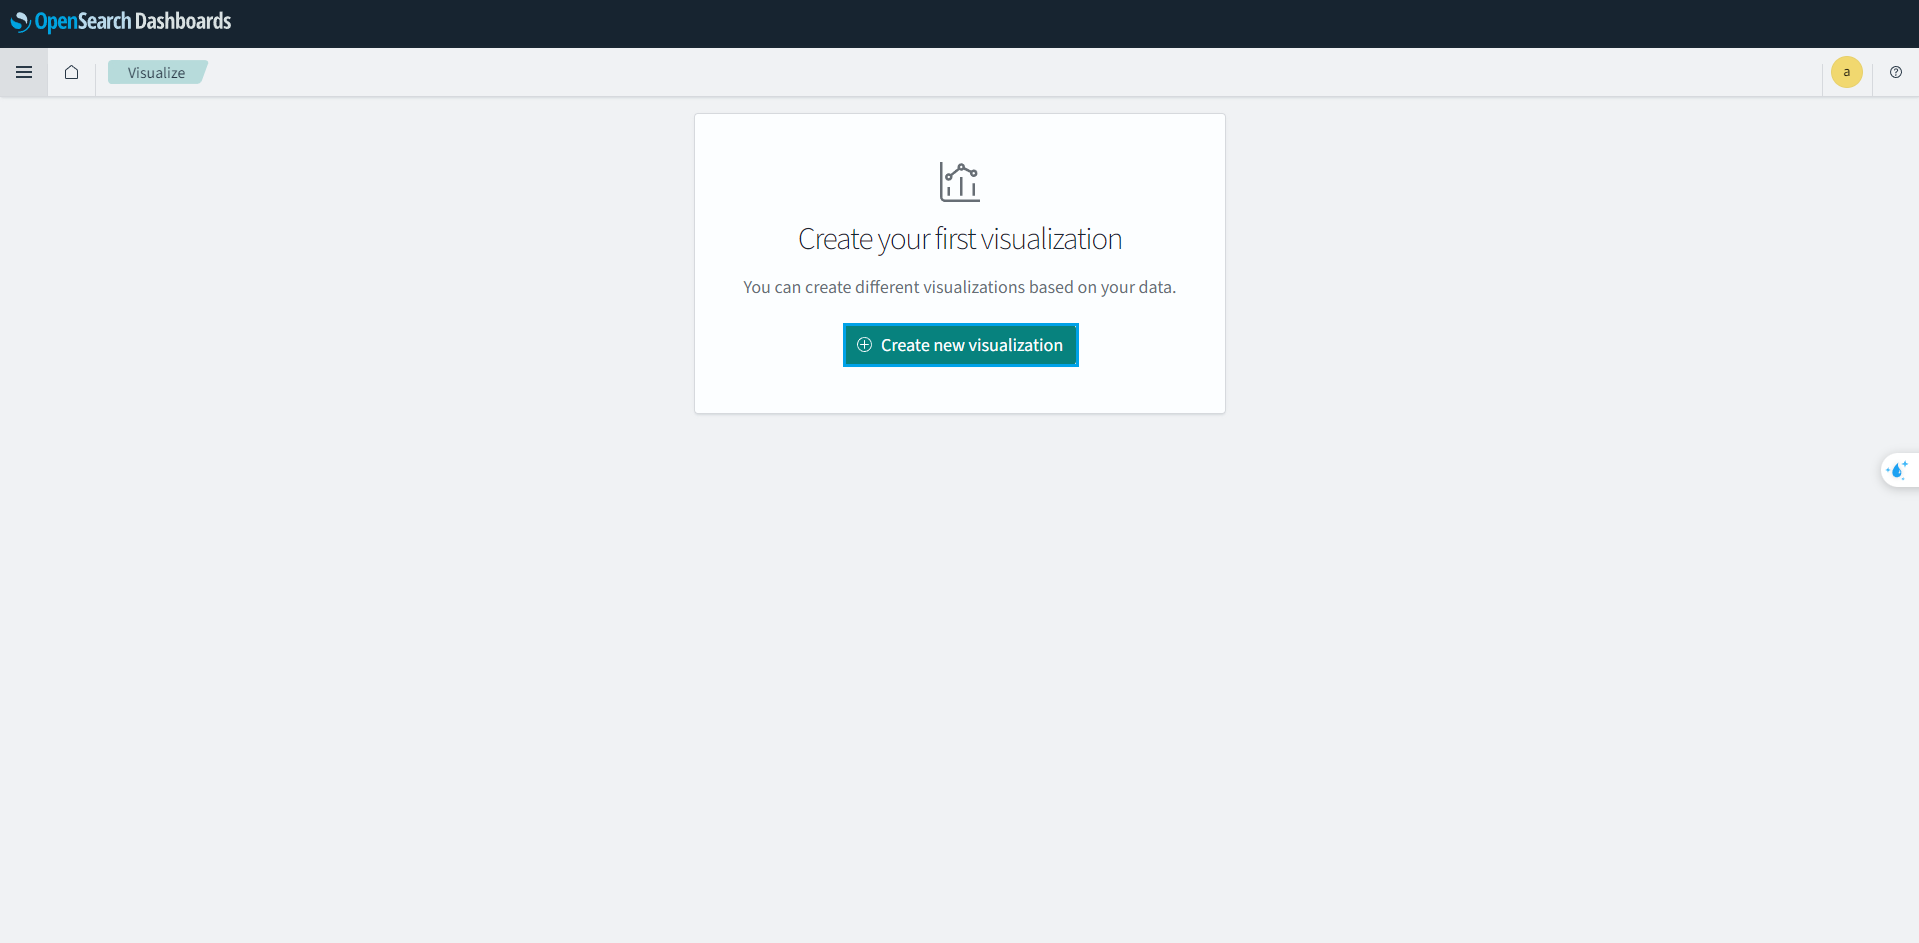 OpenSearch Dashboards
Visualize
a
Create your first visualization
You can create different visualizations based on your data.
Create new visualization